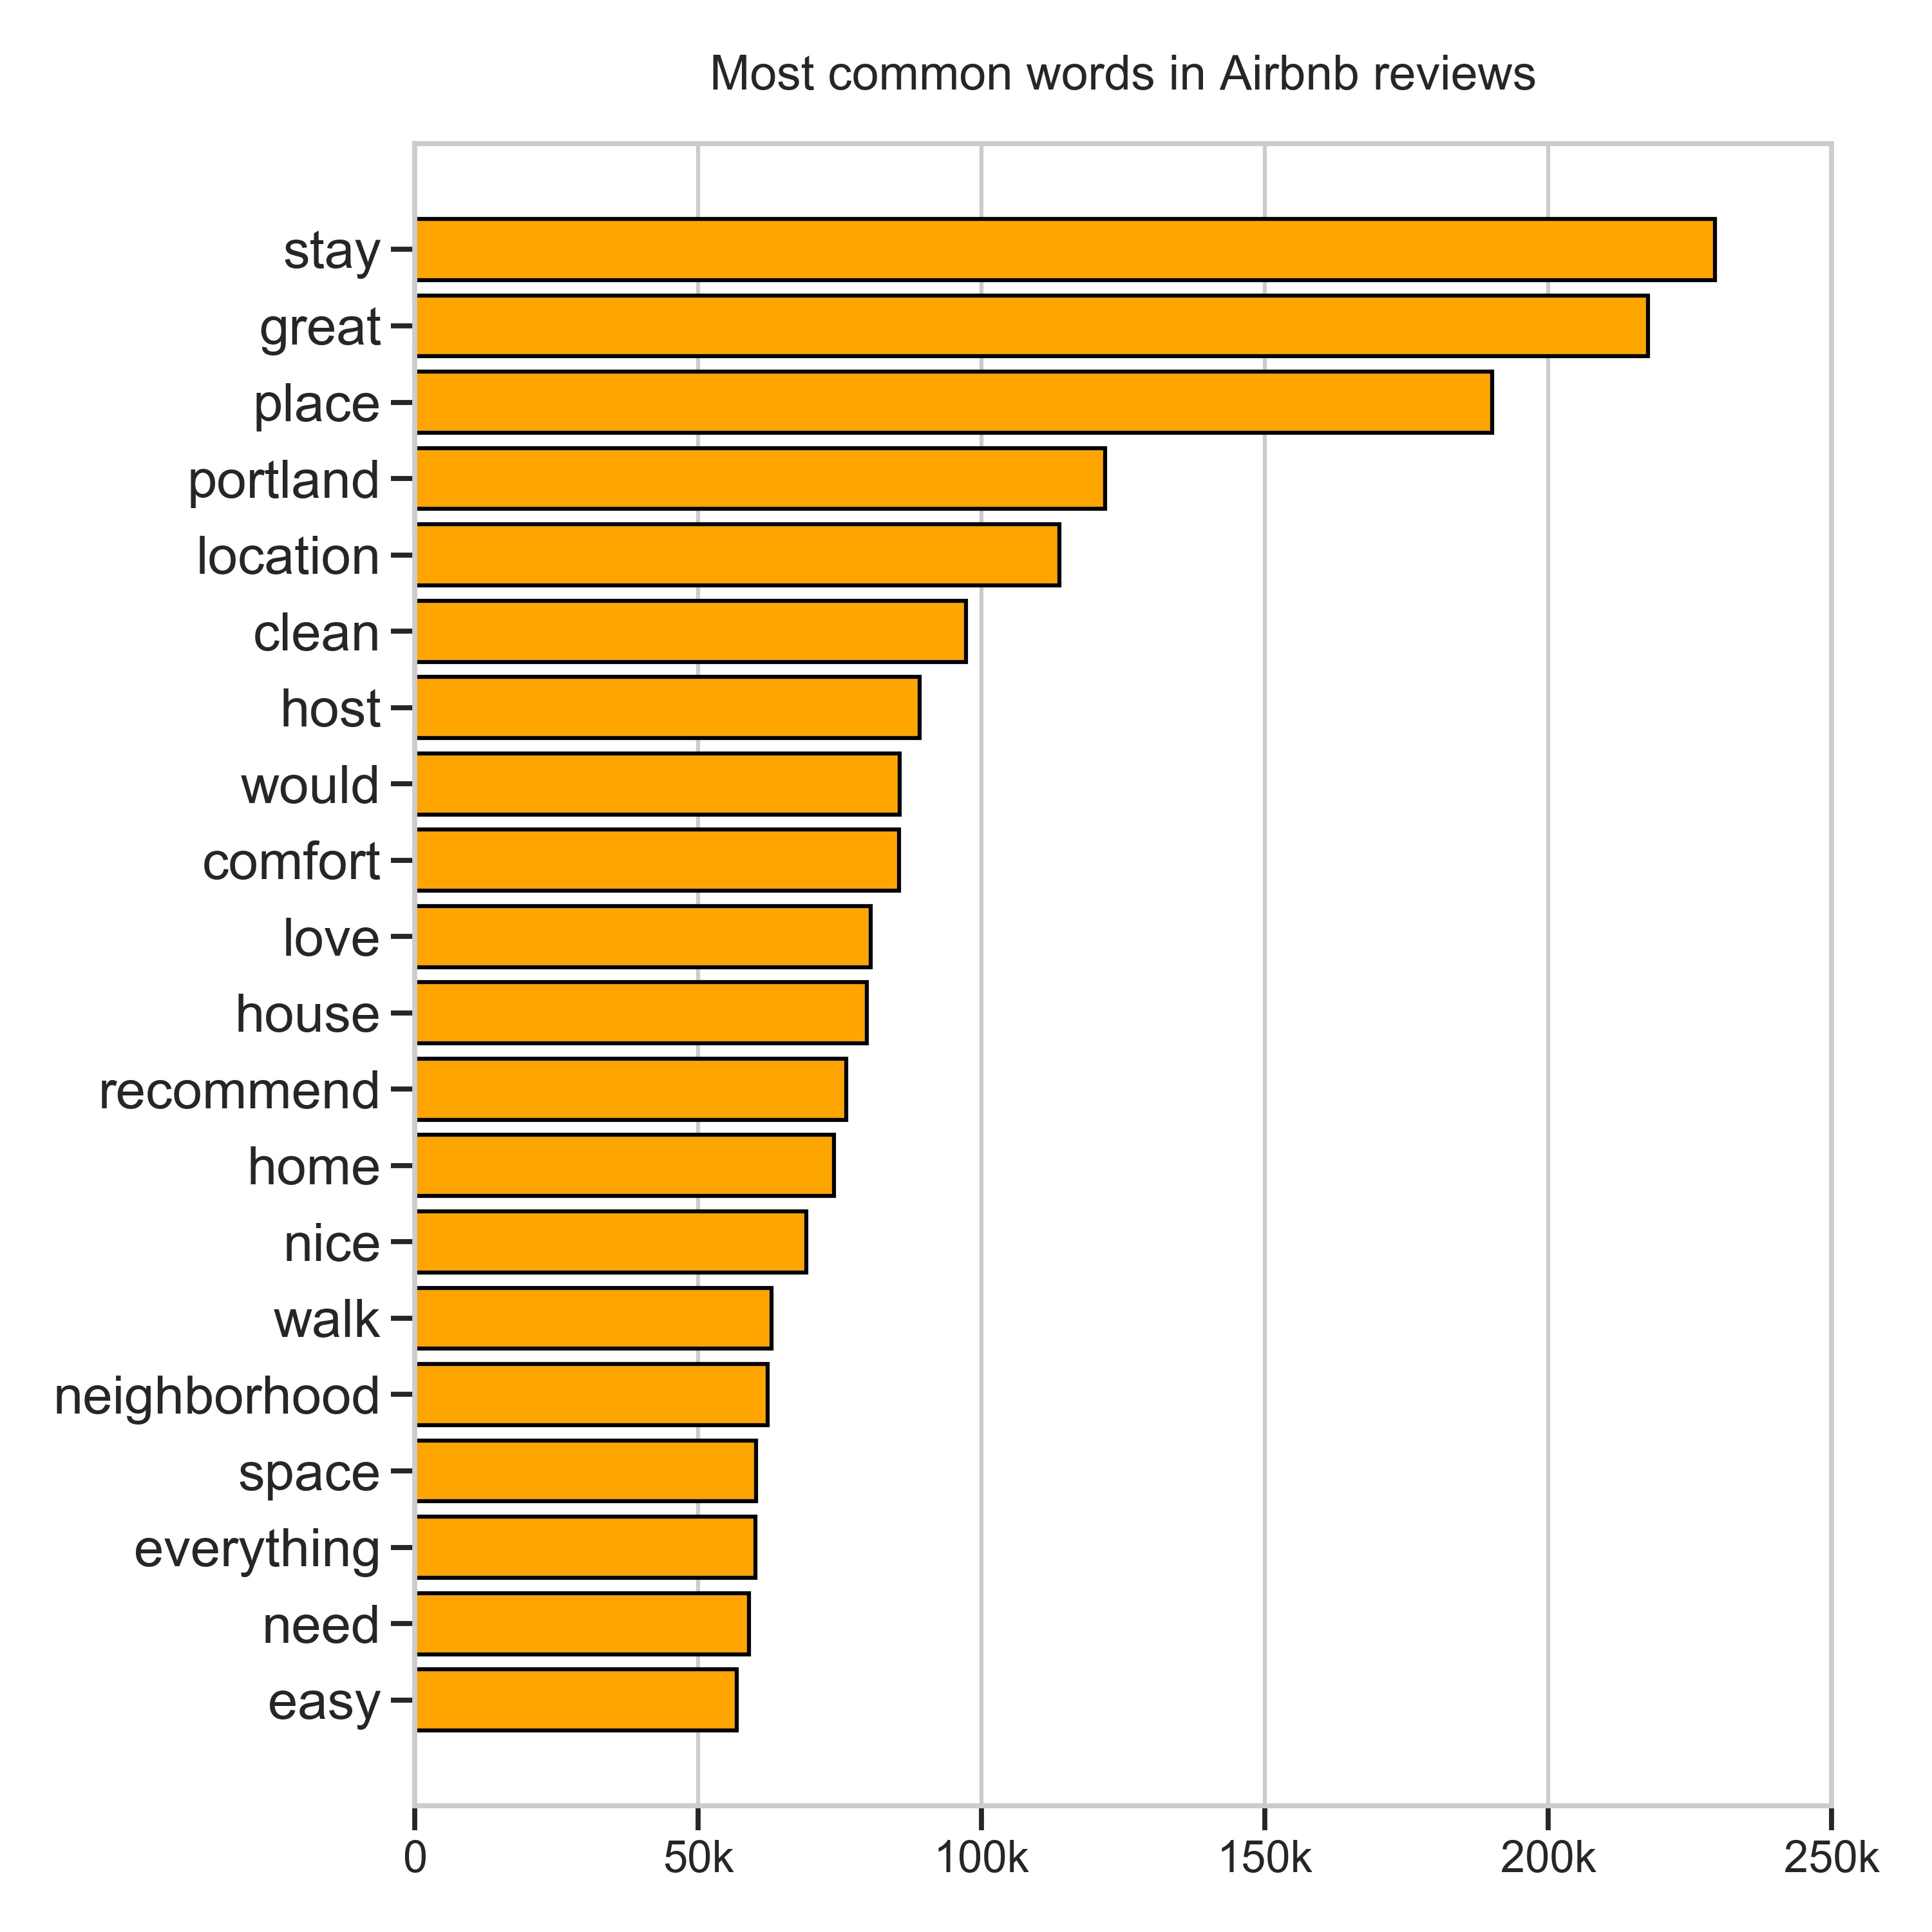 Most common words in Airbnb reviews
stay
great
place
portland
location
clean
host
would
comfort
love
house
recommend
home
nice
walk
neighborhood
space
everything
need
easy
0 50k 100k 150k 200k 250k